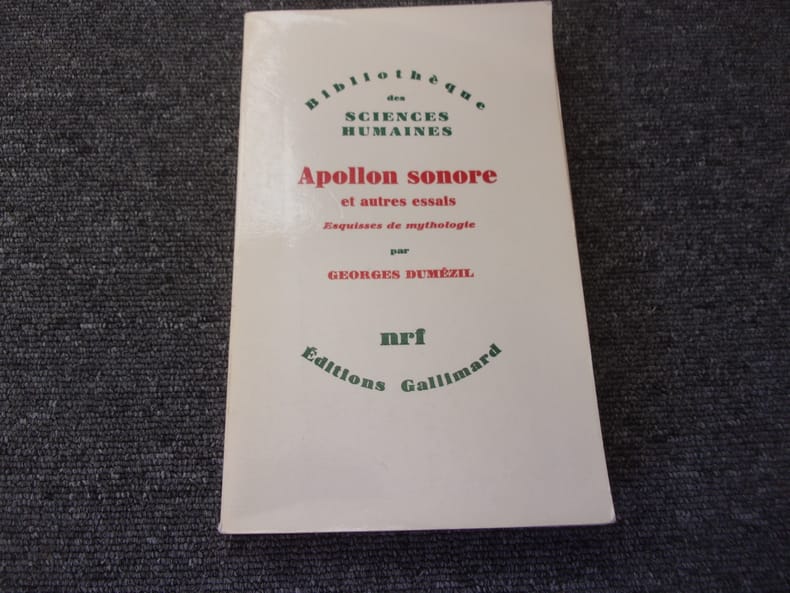 Bibliothèque
des
SCIENCES
HUMAINES
Apollon sonore
et autres essais
Esquisses de mythologie
par
GEORGES DUMÉZIL
nrf
Éditions Gallimard